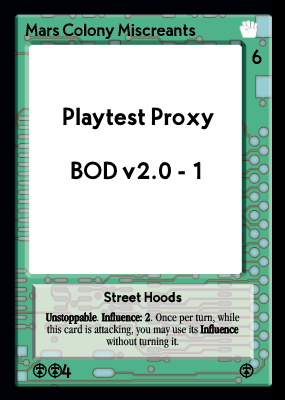 Mars Colony Miscreants
6
Playtest Proxy
BOD v2.0 - 1
Street Hoods
Unstoppable. Influence: 2. Once per turn, while
this card is attacking, you may use its Influence
without turning it.
4